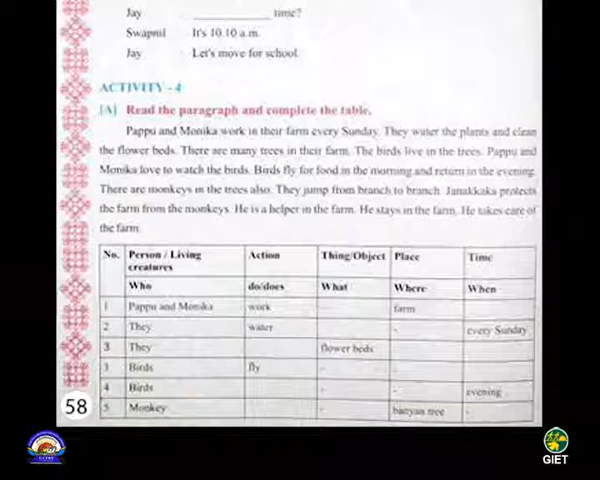 Jay ____________ time?
Swapnil It's 10.10 a.m.
Jay Let's move for school.
ACTIVITY - 4
[A] Read the paragraph and complete the table.
Pappu and Monika work in their farm every Sunday. They water the plants and clean
the flower beds. There are many trees in their farm. The birds live in the trees. Pappu and
Monika love to watch the birds. Birds fly for food in the morning and return in the evening.
There are monkeys in the trees also. They jump from branch to branch. Janakkaka protects
the farm from the monkeys. He is a helper in the farm. He stays in the farm. He takes care of
the farm.
No. Person / Living creatures Action Thing/Object Place Time
Who do/does What Where When
1 Pappu and Monika work - farm
2 They water - every Sunday
3 They flower beds
3 Birds fly - -
4 Birds - - evening
5 Monkey - banyan tree -
58
GIET